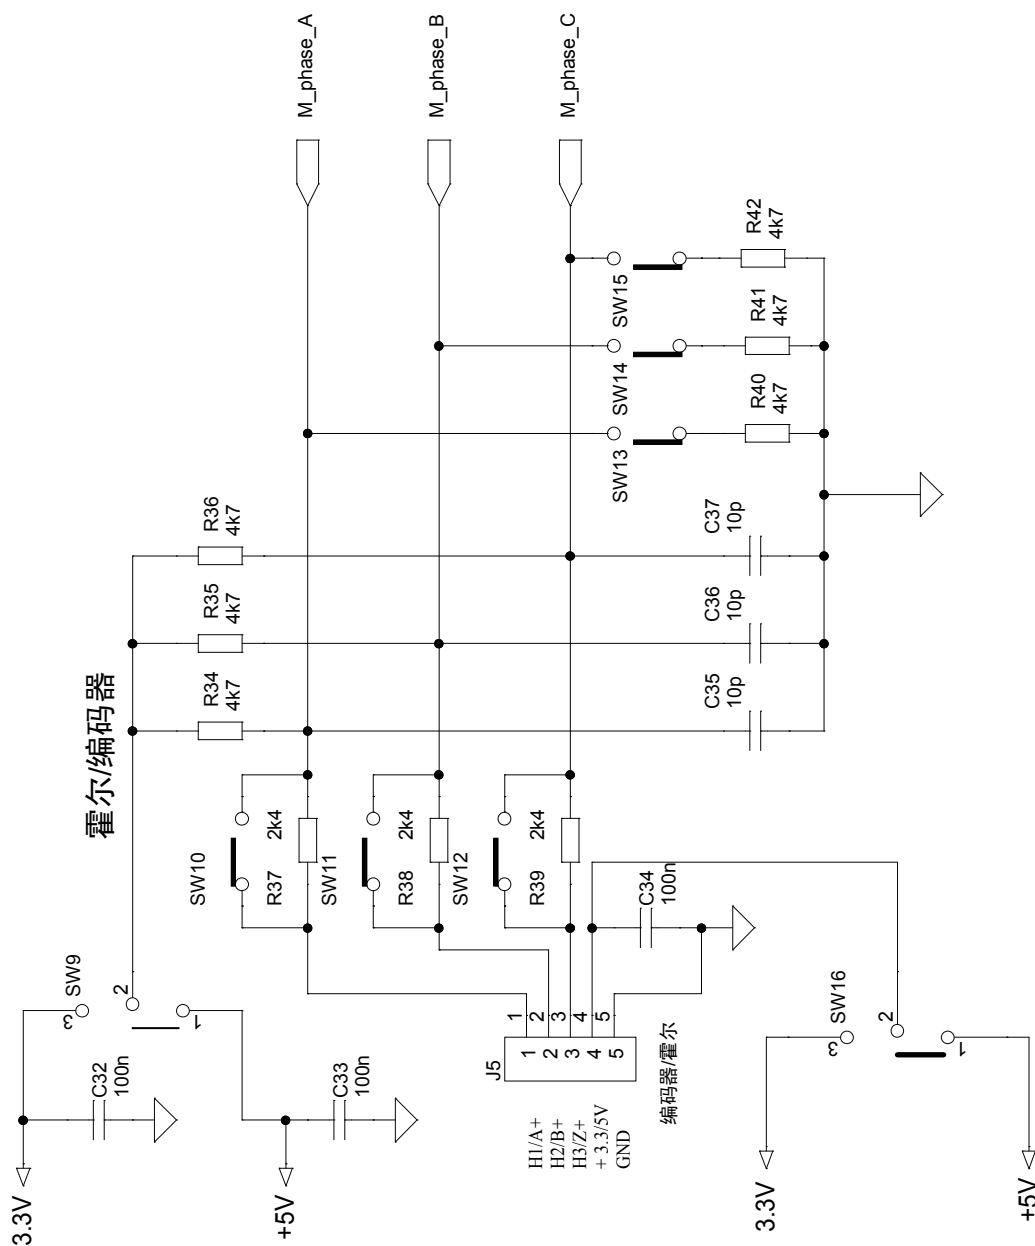 霍尔/编码器
M_phase_A
M_phase_B
M_phase_C
3.3V
C32
100n
SW9
3
2
1
+5V
C33
100n
R34
4k7
R35
4k7
R36
4k7
SW10
R37
2k4
SW11
R38
2k4
SW12
R39
2k4
J5
1
2
3
4
5
1
2
3
4
5
H1/A+
H2/B+
H3/Z+
+ 3.3/5V
GND
编码器/霍尔
C34
100n
C35
10p
C36
10p
C37
10p
SW13
SW14
SW15
R40
4k7
R41
4k7
R42
4k7
3.3V
SW16
3
2
1
+5V